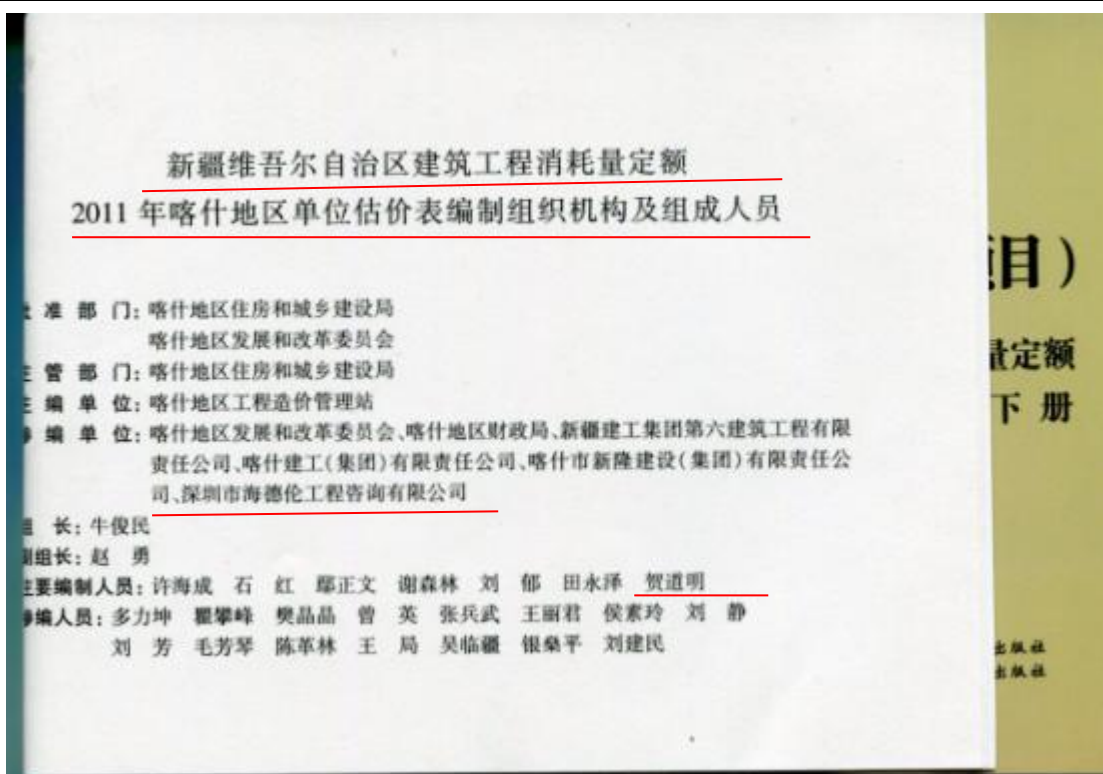 新疆维吾尔自治区建筑工程消耗量定额
2011 年喀什地区单位估价表编制组织机构及组成人员
准 部 门：喀什地区住房和城乡建设局
喀什地区发展和改革委员会
管 部 门：喀什地区住房和城乡建设局
编 单 位：喀什地区工程造价管理站
编 单 位：喀什地区发展和改革委员会、喀什地区财政局、新疆建工集团第六建筑工程有限
责任公司、喀什建工（集团）有限责任公司、喀什市新隆建设（集团）有限责任公
司、深圳市海德伦工程咨询有限公司
长：牛俊民
副组长：赵 勇
主要编制人员：许海成 石 红 鄢正文 谢森林 刘 郁 田永泽 贺道明
参编人员：多力坤 瞿攀峰 樊晶晶 曾 英 张兵武 王丽君 侯素玲 刘 静
刘 芳 毛芳琴 陈革林 王 局 吴临疆 银燊平 刘建民
目）
量定额
下 册
出版社
出版社